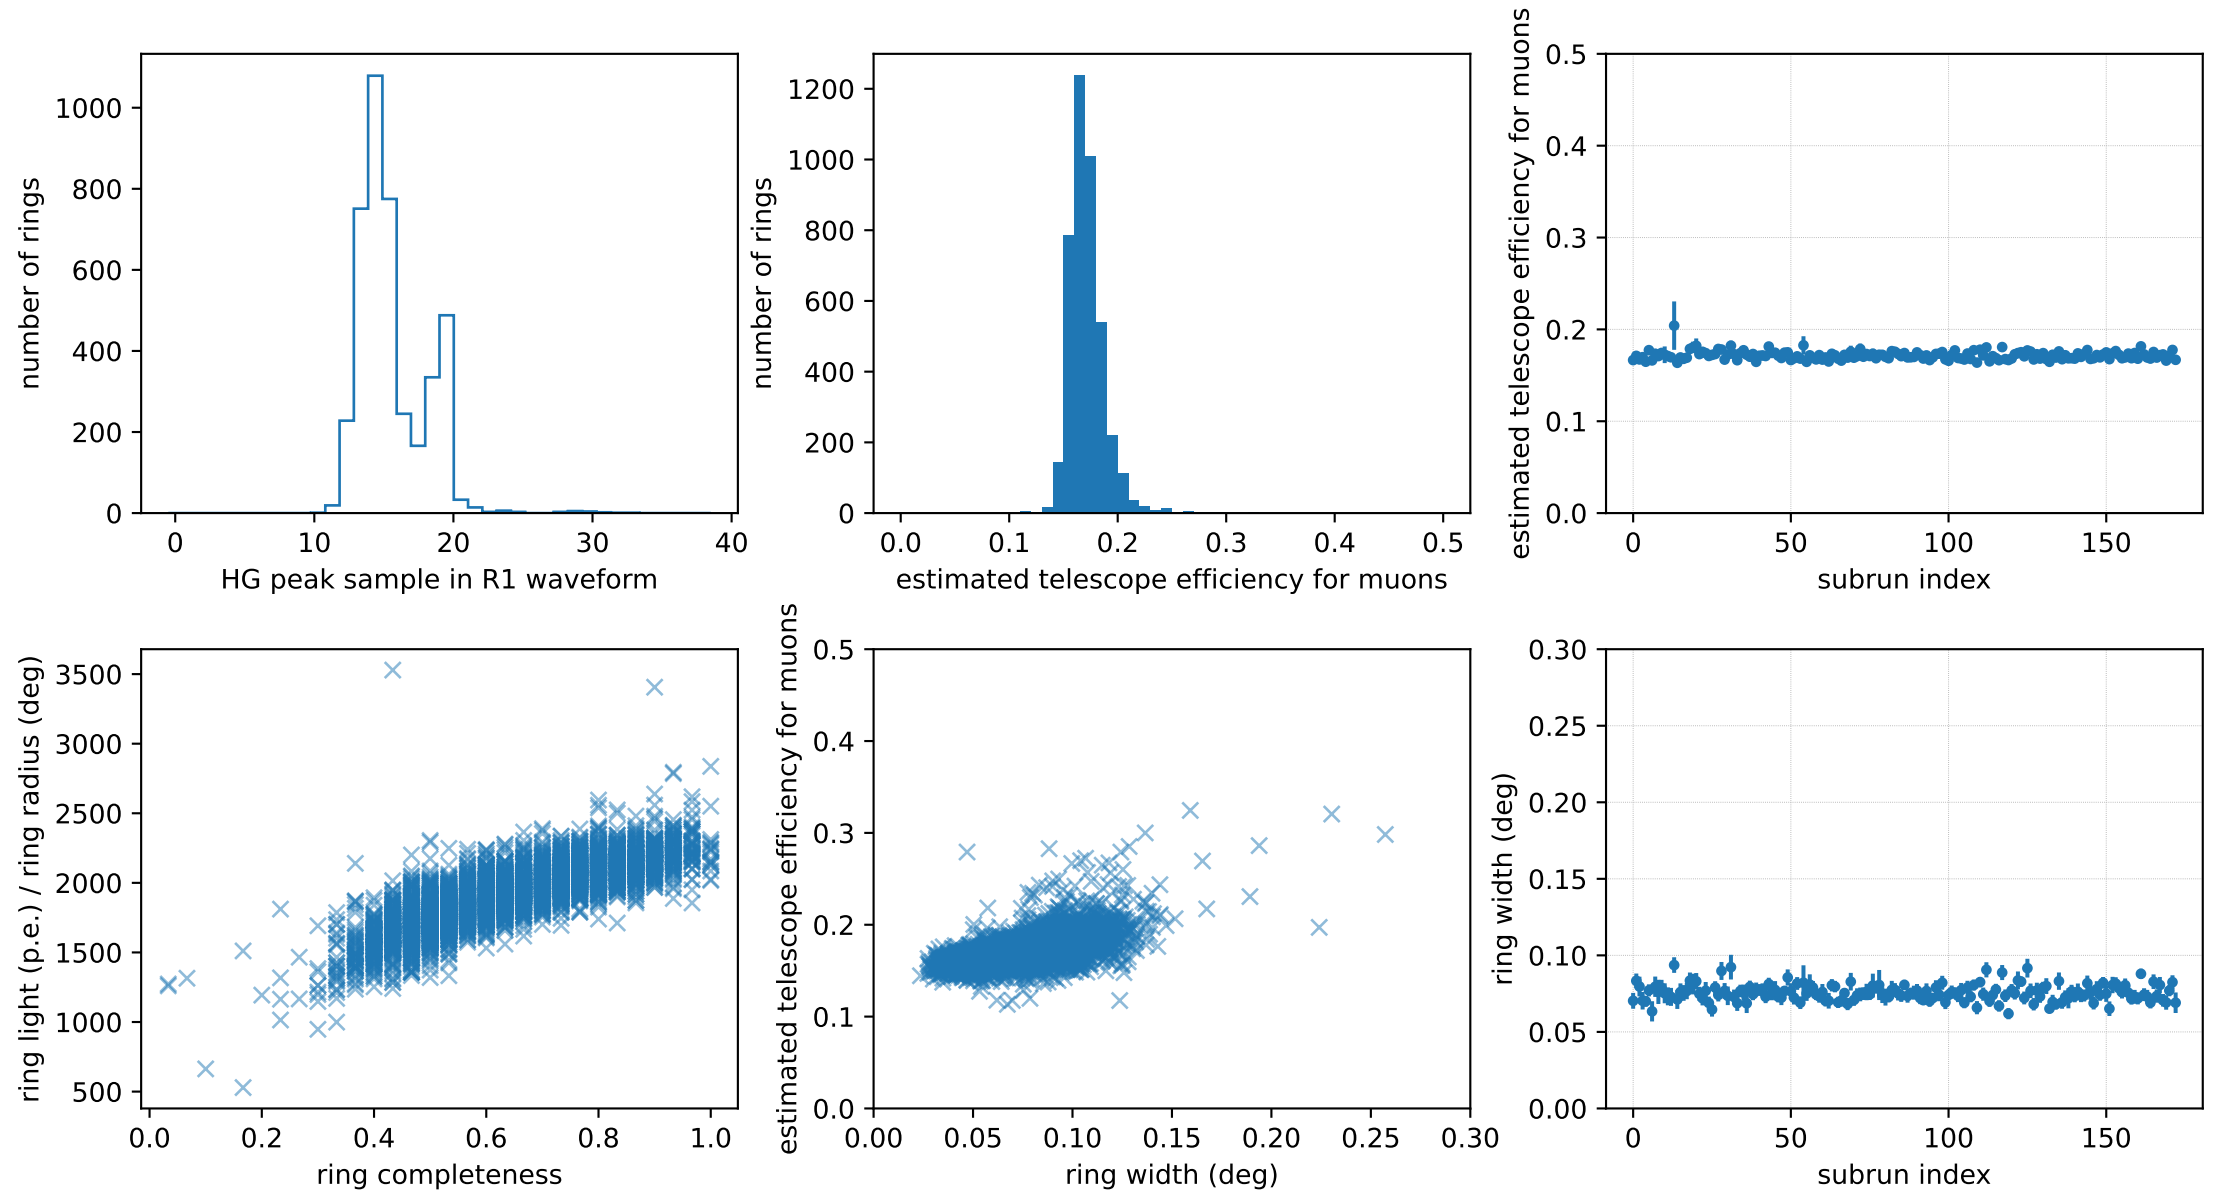 number of rings
1000
800
600
400
200
0
0 10 20 30 40
HG peak sample in R1 waveform
number of rings
1200
1000
800
600
400
200
0
0.0 0.1 0.2 0.3 0.4 0.5
estimated telescope efficiency for muons
estimated telescope efficiency for muons
0.5
0.4
0.3
0.2
0.1
0.0
0 50 100 150
subrun index
ring light (p.e.) / ring radius (deg)
3500
3000
2500
2000
1500
1000
500
0.0 0.2 0.4 0.6 0.8 1.0
ring completeness
estimated telescope efficiency for muons
0.5
0.4
0.3
0.2
0.1
0.0
0.00 0.05 0.10 0.15 0.20 0.25 0.30
ring width (deg)
ring width (deg)
0.30
0.25
0.20
0.15
0.10
0.05
0.00
0 50 100 150
subrun index